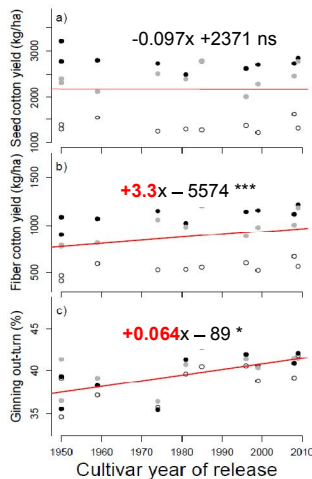 a)
-0.097x +2371 ns
Seed cotton yield (kg/ha)
3000
2000
1000
b)
+3.3x – 5574 ***
Fiber cotton yield (kg/ha)
1500
1000
500
c)
+0.064x – 89 *
Ginning out-turn (%)
45
40
35
1950 1960 1970 1980 1990 2000 2010
Cultivar year of release